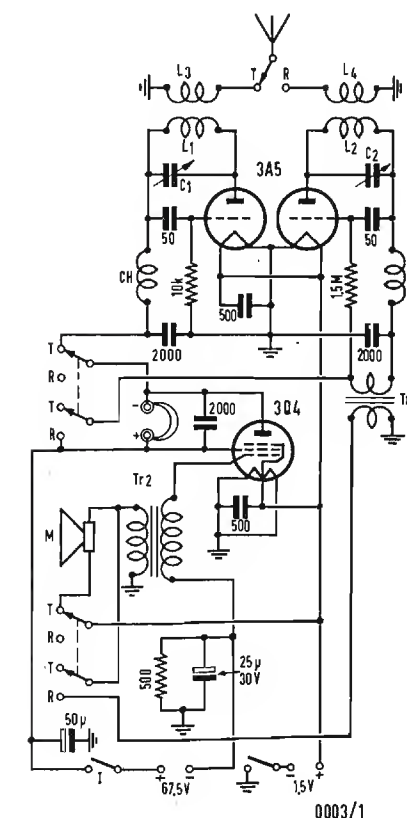 L3 T R L4
L1 L2
C1 3A5 C2
50 50
CH 10k 500 1,5M
2000 2000
T
R
T
R
- 2000 3Q4
+
Tr2 500
M
T
R
T
R
500 25µ
30V
50µ
I + 67,5V - - 1,5V +
0003/1